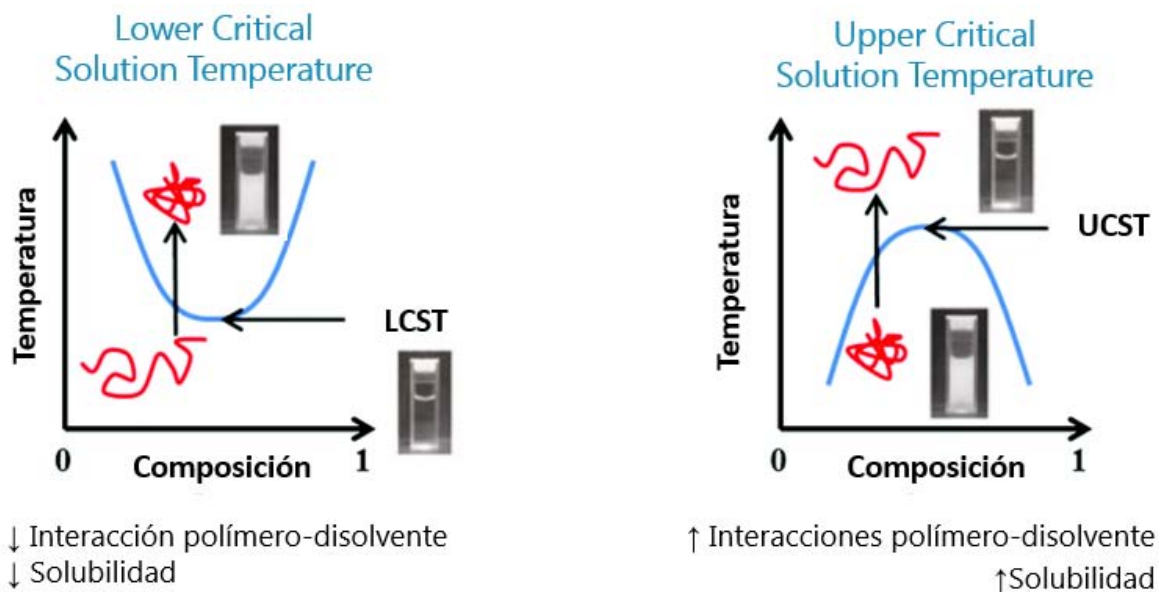 Lower Critical
Solution Temperature
Temperatura
LCST
0
Composición
1
↓ Interacción polímero-disolvente
↓ Solubilidad
Upper Critical
Solution Temperature
Temperatura
UCST
0
Composición
1
↑ Interacciones polímero-disolvente
↑Solubilidad